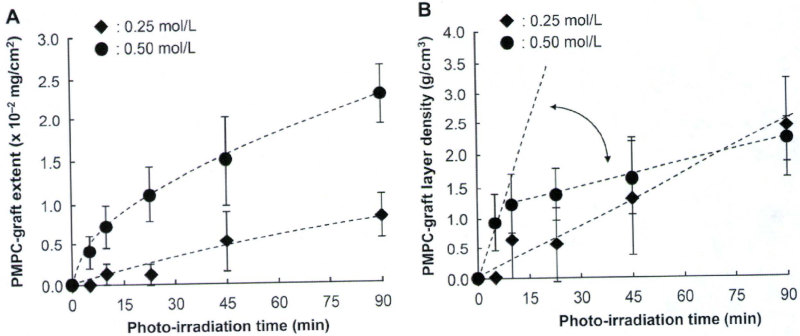 A
◆ : 0.25 mol/L
● : 0.50 mol/L
PMPC-graft extent (x 10⁻² mg/cm²)
3.0
2.5
2.0
1.5
1.0
0.50
0
0 15 30 45 60 75 90
Photo-irradiation time (min)
B
◆ : 0.25 mol/L
● : 0.50 mol/L
PMPC-graft layer density (g/cm³)
4.0
3.5
3.0
2.5
2.0
1.5
1.0
0.5
0.0
0 15 30 45 60 75 90
Photo-irradiation time (min)